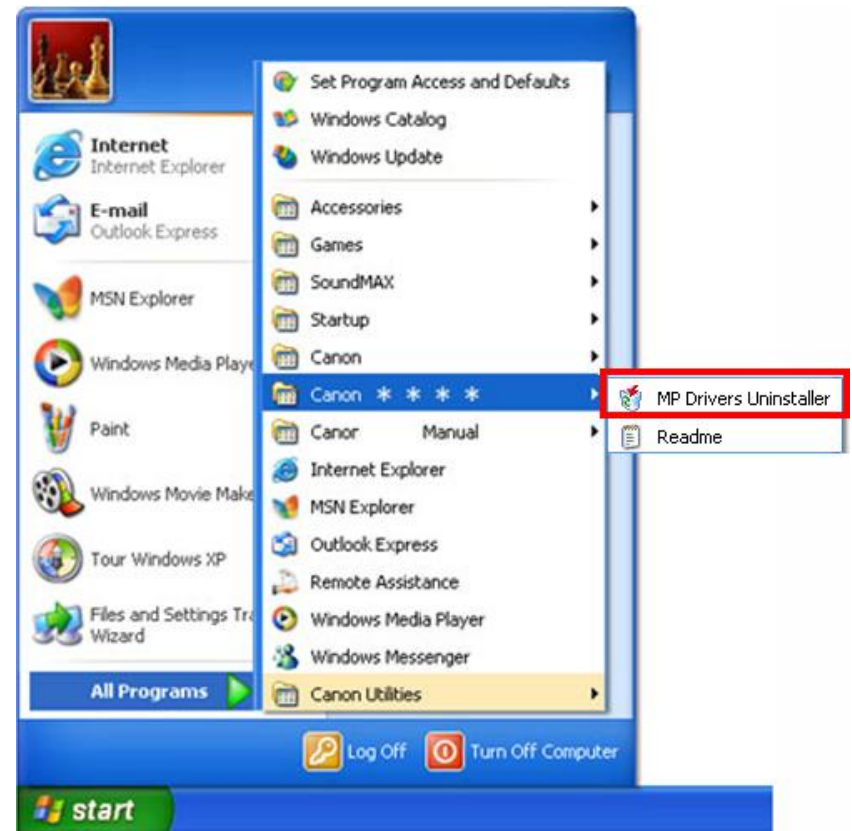 Internet
Internet Explorer
E-mail
Outlook Express
MSN Explorer
Windows Media Playe
Paint
Windows Movie Make
Tour Windows XP
Files and Settings Tra
Wizard
All Programs
Set Program Access and Defaults
Windows Catalog
Windows Update
Accessories
Games
SoundMAX
Startup
Canon
Canon * * * *
Canor Manual
Internet Explorer
MSN Explorer
Outlook Express
Remote Assistance
Windows Media Player
Windows Messenger
Canon Utilities
MP Drivers Uninstaller
Readme
Log Off
Turn Off Computer
start